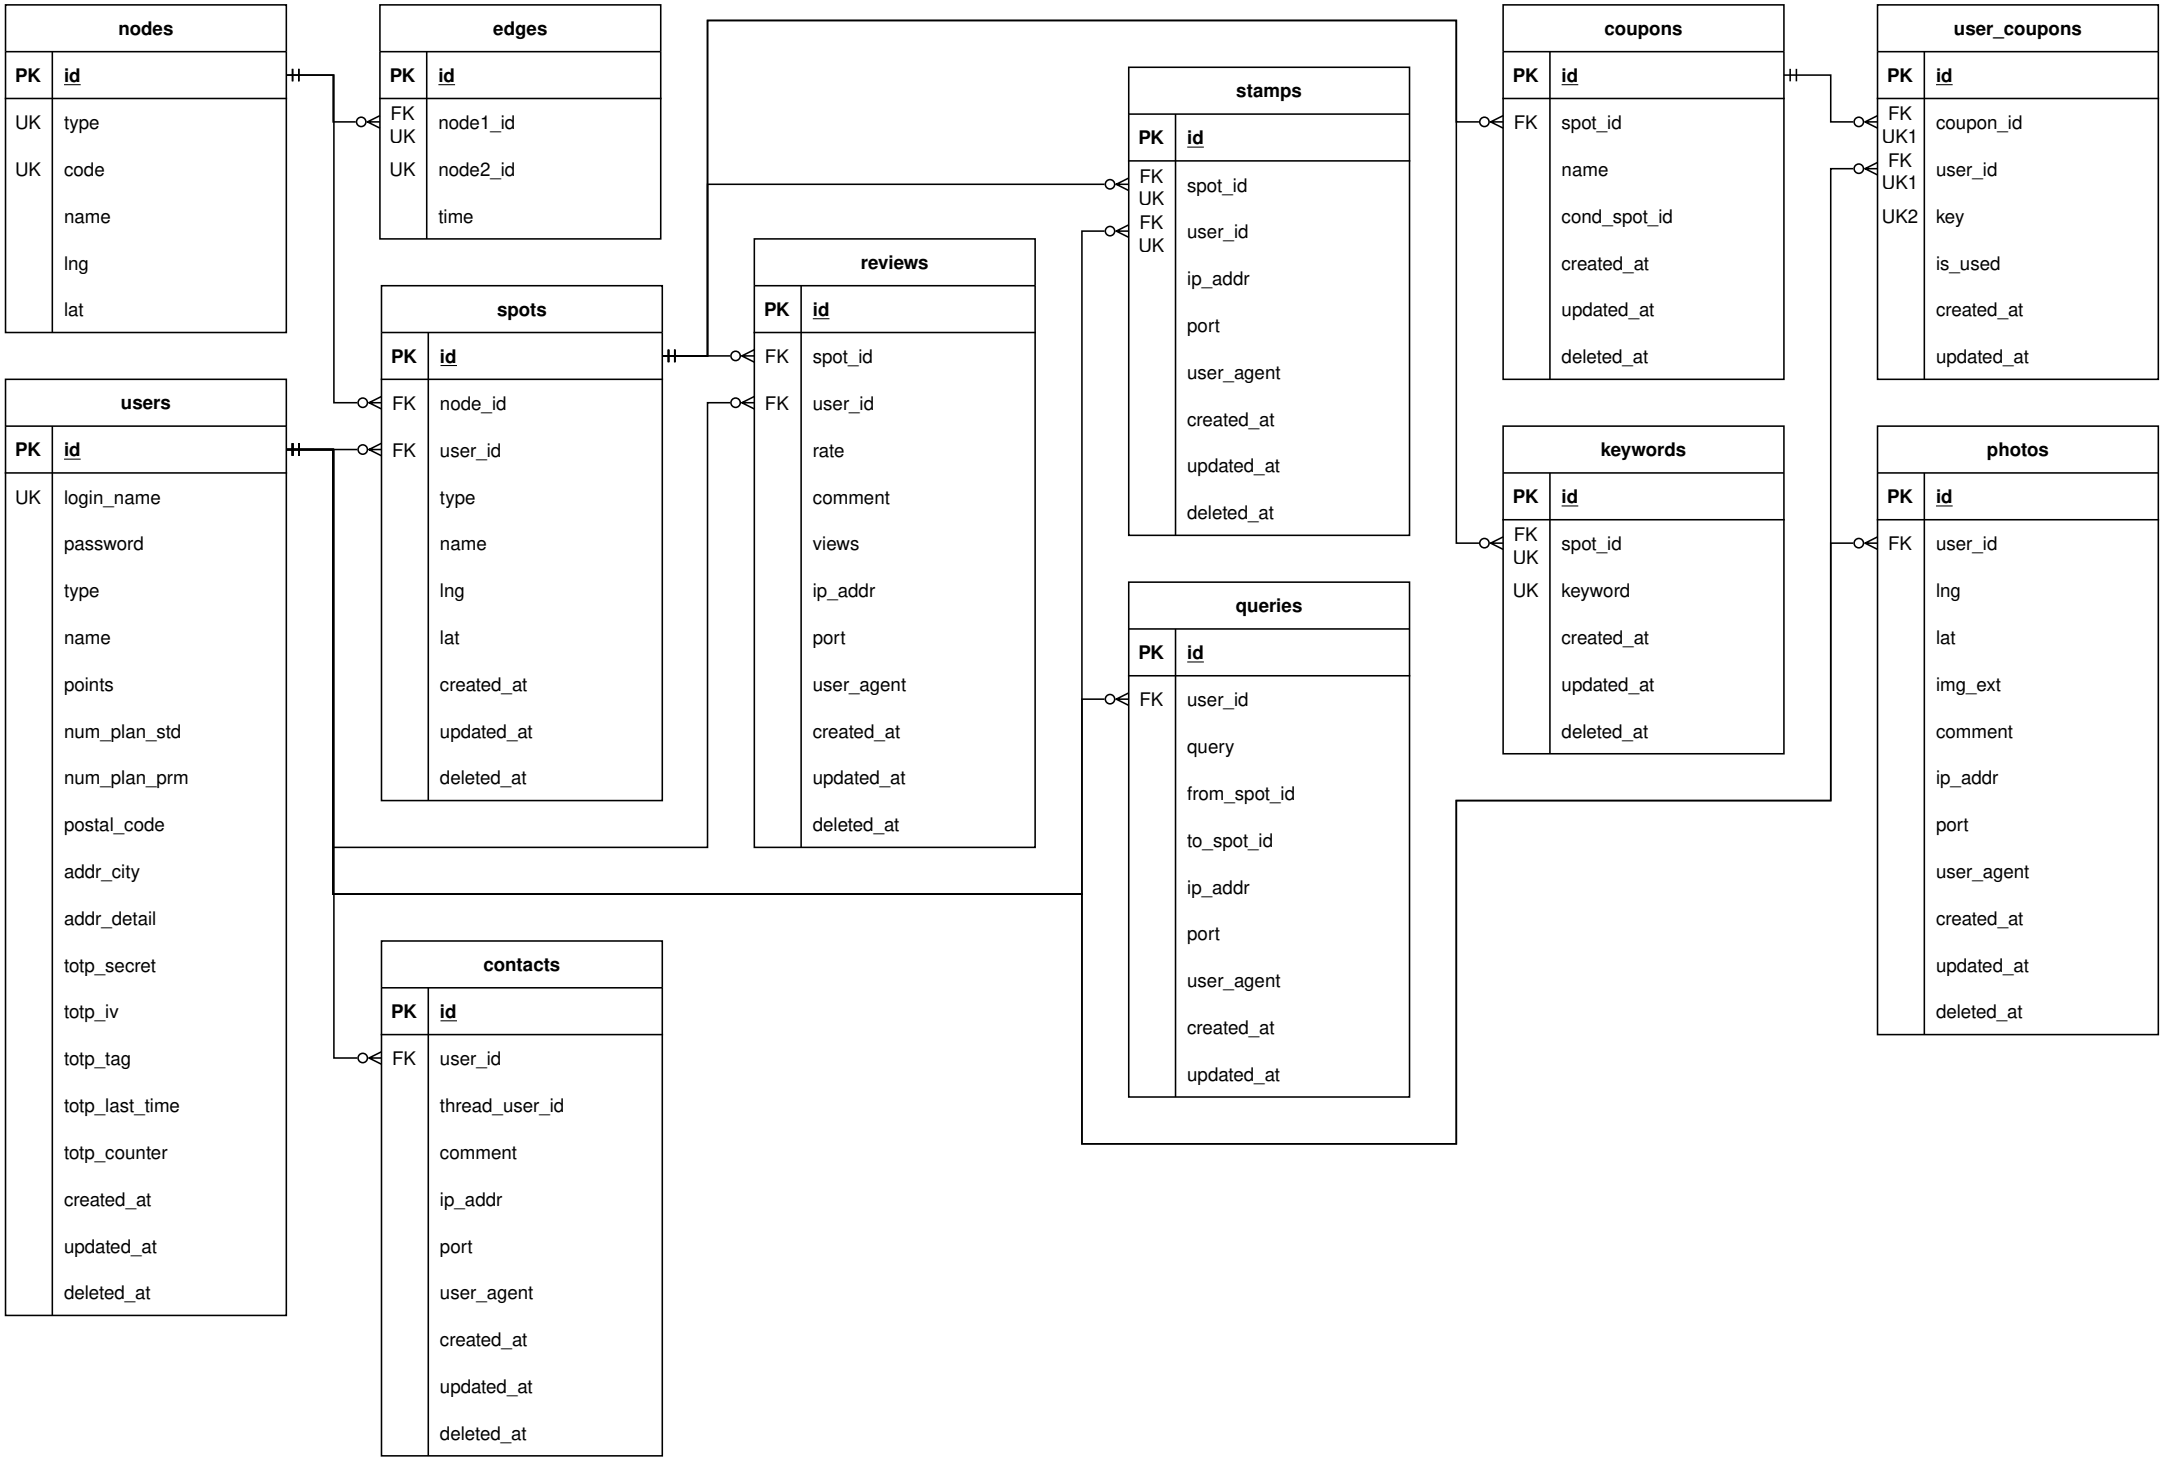 nodes
PK id
UK type
UK code
name
lng
lat
edges
PK id
FK
UK
node1_id
UK node2_id
time
users
PK id
UK login_name
password
type
name
points
num_plan_std
num_plan_prm
postal_code
addr_city
addr_detail
totp_secret
totp_iv
totp_tag
totp_last_time
totp_counter
created_at
updated_at
deleted_at
spots
PK id
FK node_id
FK user_id
type
name
lng
lat
created_at
updated_at
deleted_at
contacts
PK id
FK user_id
thread_user_id
comment
ip_addr
port
user_agent
created_at
updated_at
deleted_at
reviews
PK id
FK spot_id
FK user_id
rate
comment
views
ip_addr
port
user_agent
created_at
updated_at
deleted_at
stamps
PK id
FK
UK
spot_id
FK
UK
user_id
ip_addr
port
user_agent
created_at
updated_at
deleted_at
queries
PK id
FK user_id
query
from_spot_id
to_spot_id
ip_addr
port
user_agent
created_at
updated_at
coupons
PK id
FK spot_id
name
cond_spot_id
created_at
updated_at
deleted_at
keywords
PK id
FK
UK
spot_id
UK keyword
created_at
updated_at
deleted_at
user_coupons
PK id
FK
UK1
coupon_id
FK
UK1
user_id
UK2 key
is_used
created_at
updated_at
photos
PK id
FK user_id
lng
lat
img_ext
comment
ip_addr
port
user_agent
created_at
updated_at
deleted_at